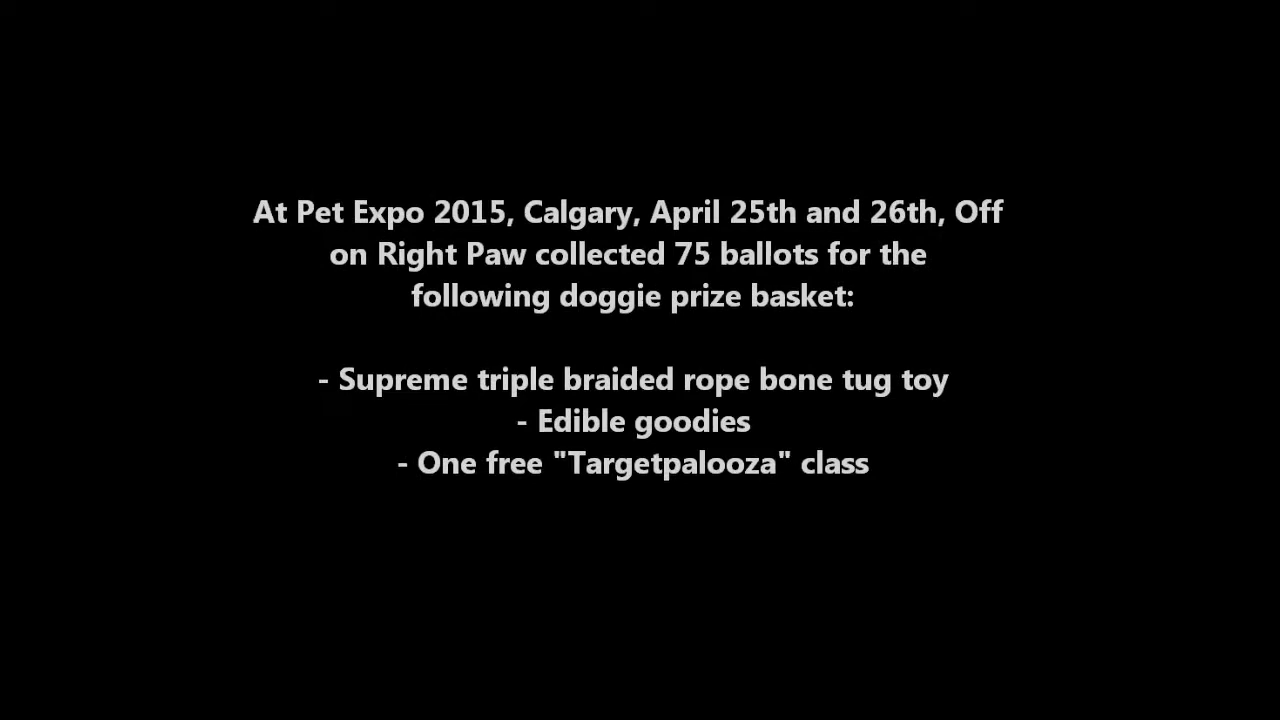 At Pet Expo 2015, Calgary, April 25th and 26th, Off
on Right Paw collected 75 ballots for the
following doggie prize basket:
- Supreme triple braided rope bone tug toy
- Edible goodies
- One free "Targetpalooza" class